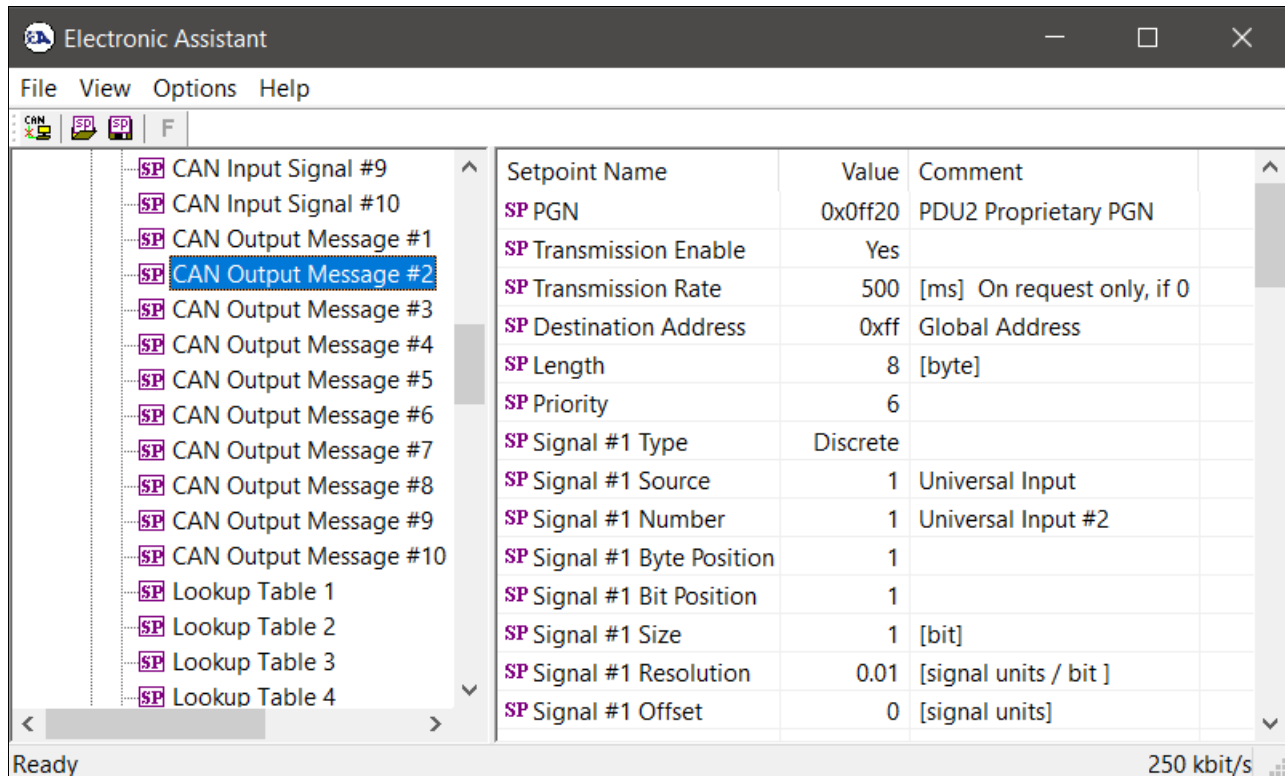 Electronic Assistant
File View Options Help
CAN SP SP F
SP CAN Input Signal #9
SP CAN Input Signal #10
SP CAN Output Message #1
SP CAN Output Message #2
SP CAN Output Message #3
SP CAN Output Message #4
SP CAN Output Message #5
SP CAN Output Message #6
SP CAN Output Message #7
SP CAN Output Message #8
SP CAN Output Message #9
SP CAN Output Message #10
SP Lookup Table 1
SP Lookup Table 2
SP Lookup Table 3
SP Lookup Table 4
Setpoint Name Value Comment
SP PGN 0x0ff20 PDU2 Proprietary PGN
SP Transmission Enable Yes
SP Transmission Rate 500 [ms] On request only, if 0
SP Destination Address 0xff Global Address
SP Length 8 [byte]
SP Priority 6
SP Signal #1 Type Discrete
SP Signal #1 Source 1 Universal Input
SP Signal #1 Number 1 Universal Input #2
SP Signal #1 Byte Position 1
SP Signal #1 Bit Position 1
SP Signal #1 Size 1 [bit]
SP Signal #1 Resolution 0.01 [signal units / bit ]
SP Signal #1 Offset 0 [signal units]
Ready 250 kbit/s